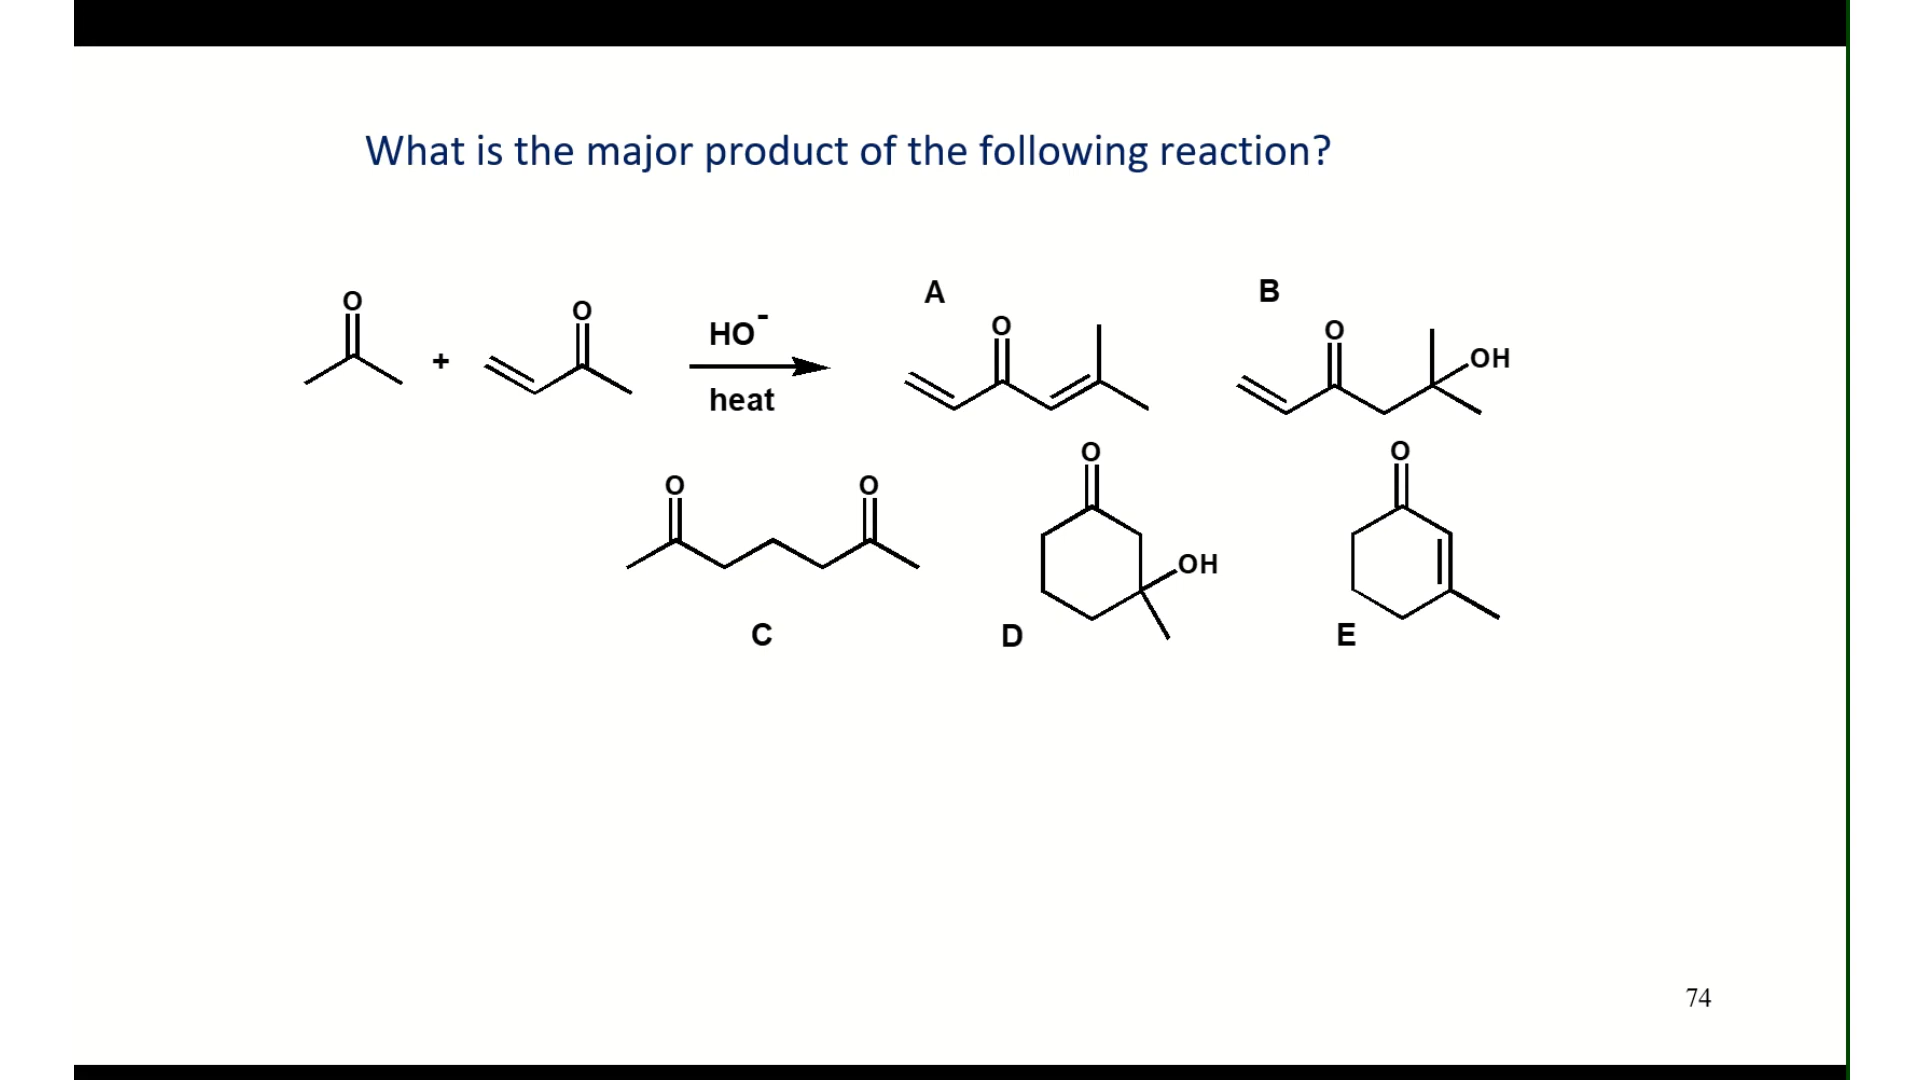 What is the major product of the following reaction?
A
B
O
O
O
O
HO-
+
OH
heat
O
O
O
O
OH
C
D
E
74